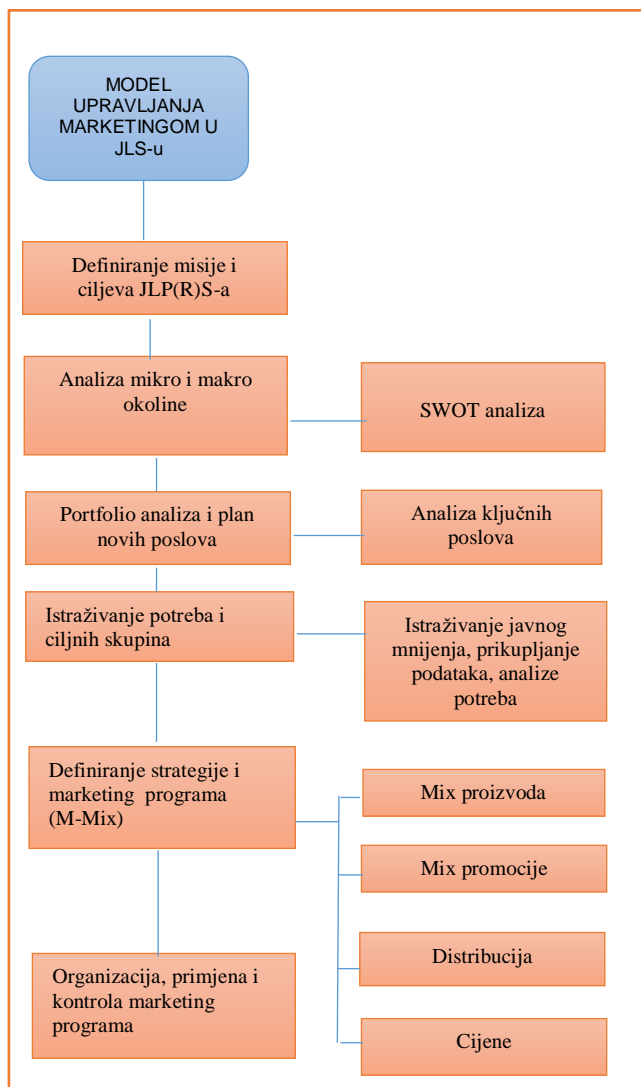 MODEL
UPRAVLJANJA
MARKETINGOM U
JLS-u
Definiranje misije i
ciljeva JLP(R)S-a
Analiza mikro i makro
okoline
SWOT analiza
Portfolio analiza i plan
novih poslova
Analiza ključnih
poslova
Istraživanje potreba i
ciljnih skupina
Istraživanje javnog
mnijenja, prikupljanje
podataka, analize
potreba
Definiranje strategije i
marketing programa
(M-Mix)
Mix proizvoda
Mix promocije
Distribucija
Cijene
Organizacija, primjena i
kontrola marketing
programa